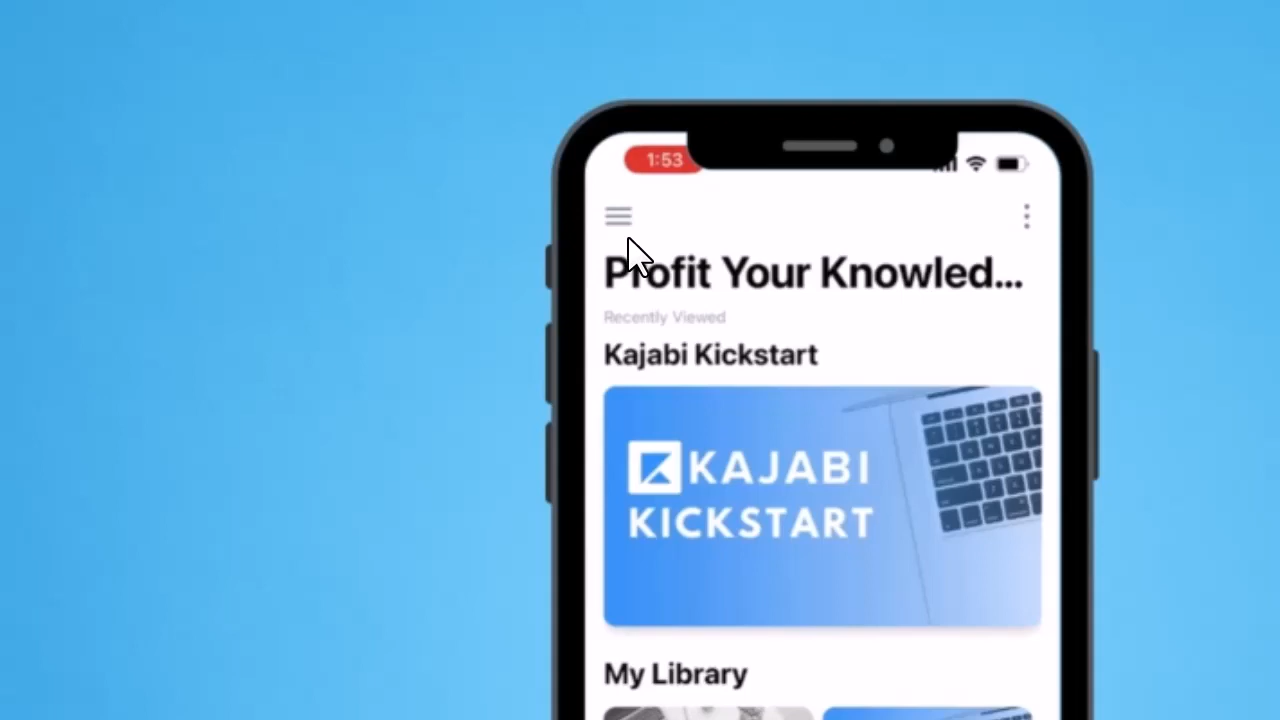 1:53
Profit Your Knowled...
Recently Viewed
Kajabi Kickstart
KAJABI
KICKSTART
My Library